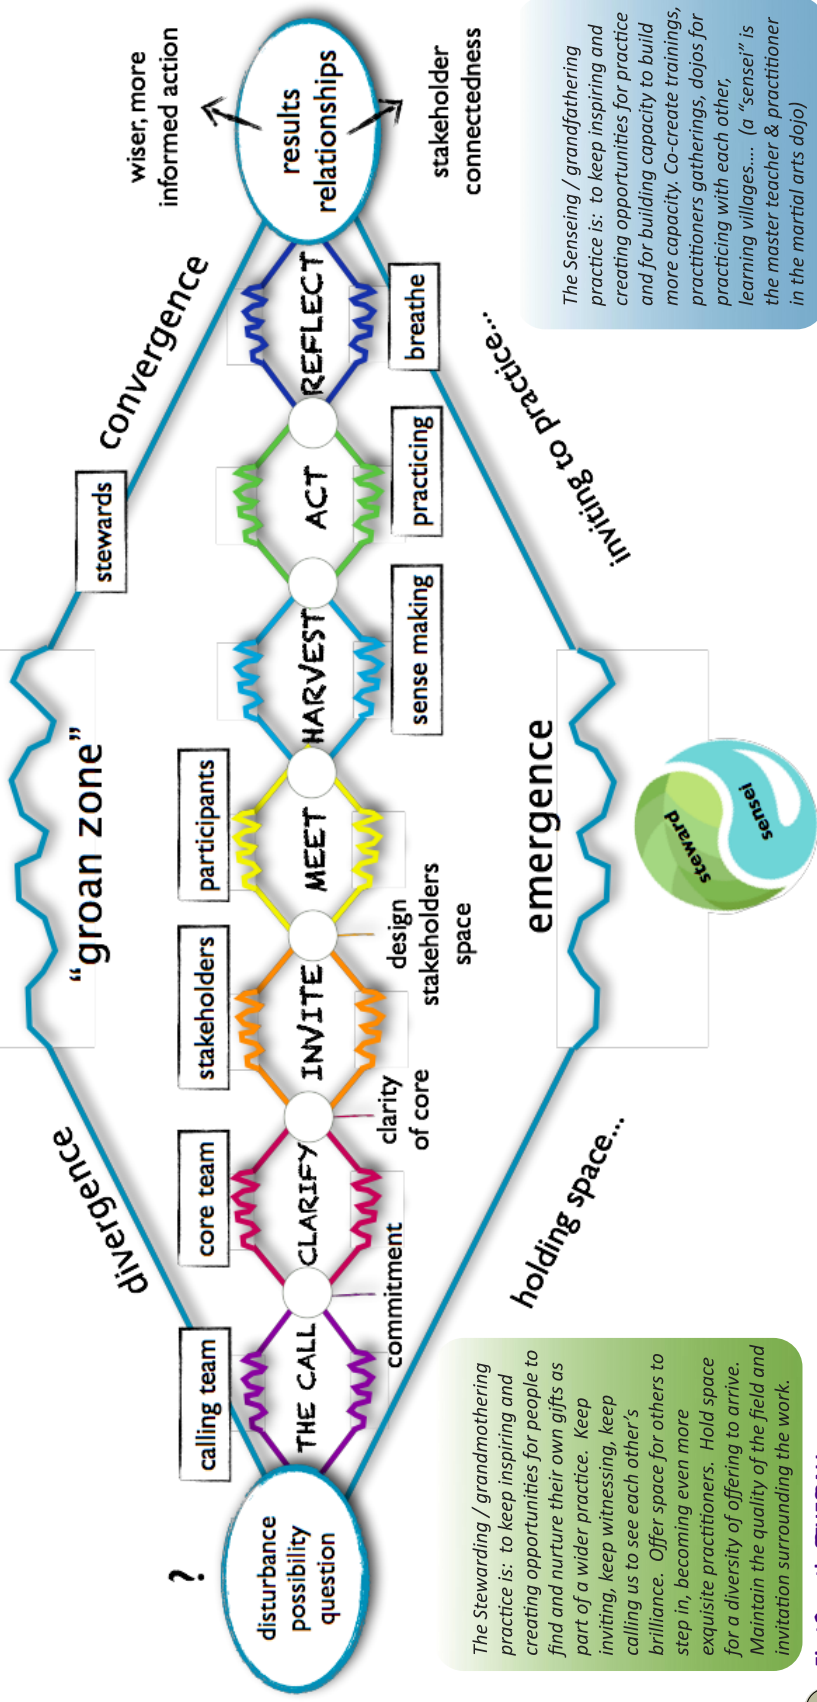 ?
disturbance
possibility
question
calling team
THE CALL
commitment
core team
CLARIFY
clarity
of core
stakeholders
INVITE
design
stakeholders
space
participants
MEET
HARVEST
sense making
stewards
ACT
practicing
REFLECT
breathe
results
relationships
wiser, more
informed action
stakeholder
connectedness
divergence
"groan zone"
convergence
holding space...
emergence
inviting to practice...
steward
sensei
The Stewarding / grandmothering
practice is: to keep inspiring and
creating opportunities for people to
find and nurture their own gifts as
part of a wider practice. Keep
inviting, keep witnessing, keep
calling us to see each other's
brilliance. Offer space for others to
step in, becoming even more
exquisite practitioners. Hold space
for a diversity of offering to arrive.
Maintain the quality of the field and
invitation surrounding the work.
The Senseing / grandfathering
practice is: to keep inspiring and
creating opportunities for practice
and for building capacity to build
more capacity. Co-create trainings,
practitioners gatherings, dojos for
practicing with each other,
learning villages.... (a "sensei" is
the master teacher & practitioner
in the martial arts dojo)